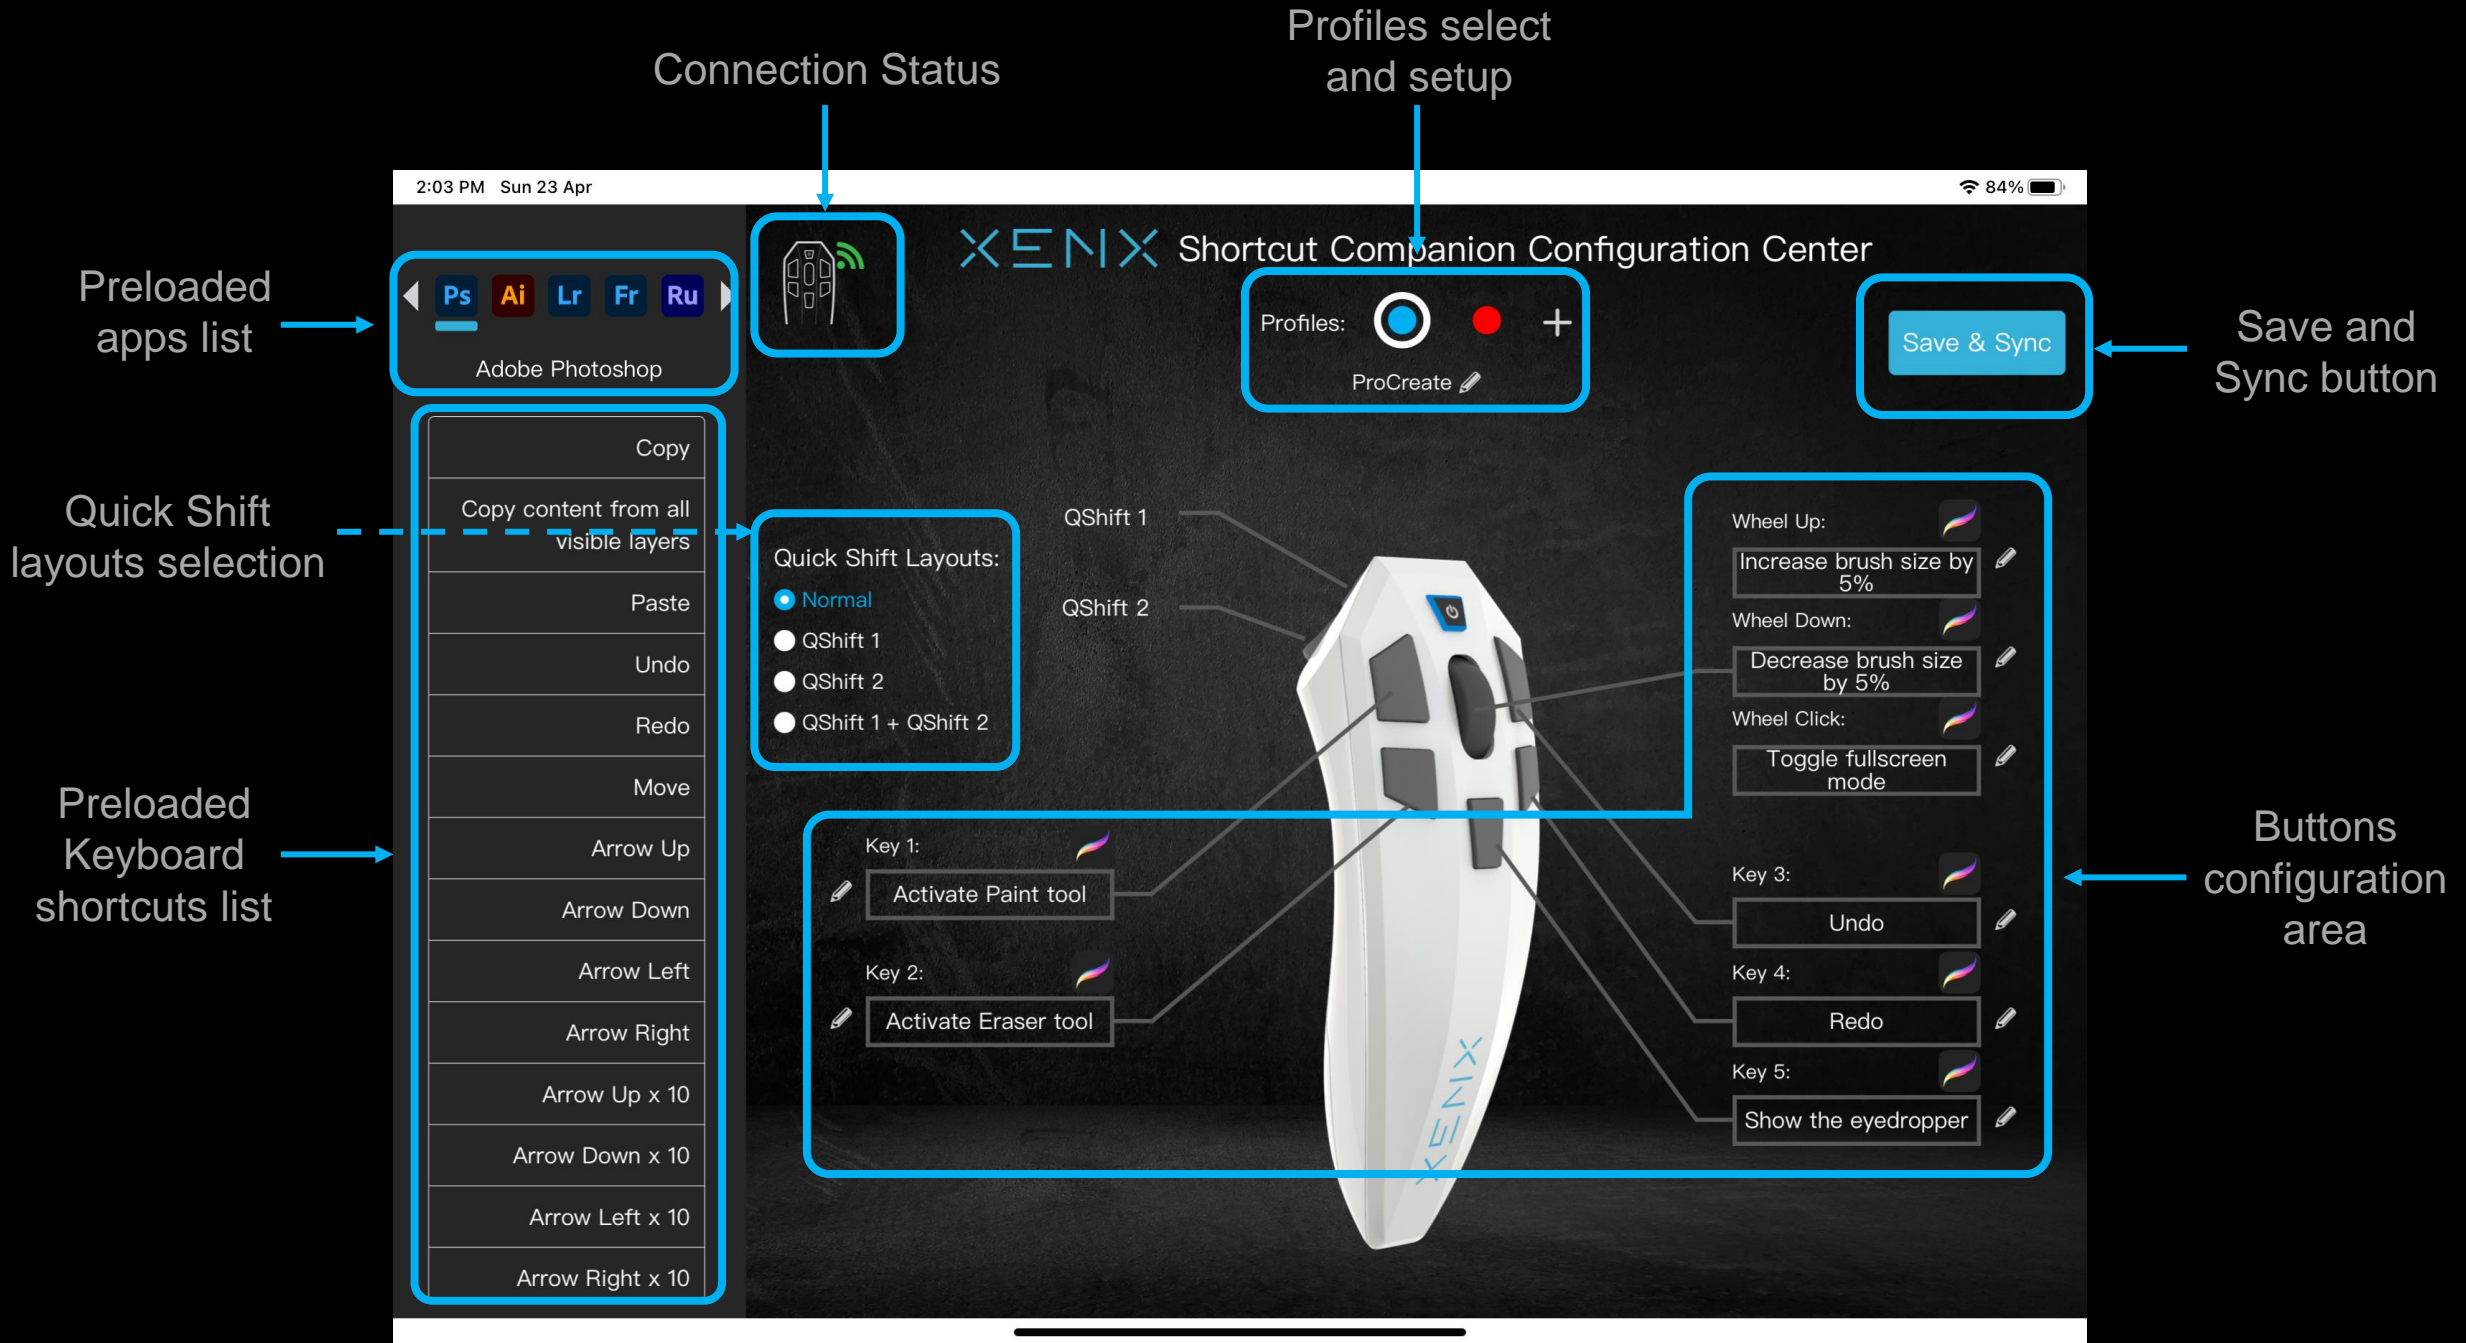 Profiles select
and setup
Connection Status
2:03 PM Sun 23 Apr
84%
XENX Shortcut Companion Configuration Center
Preloaded
apps list
Ps Ai Lr Fr Ru
Adobe Photoshop
Profiles:
ProCreate
Save & Sync
Save and
Sync button
Quick Shift
layouts selection
Preloaded
Keyboard
shortcuts list
Copy
Copy content from all
visible layers
Paste
Undo
Redo
Move
Arrow Up
Arrow Down
Arrow Left
Arrow Right
Arrow Up x 10
Arrow Down x 10
Arrow Left x 10
Arrow Right x 10
Quick Shift Layouts:
Normal
QShift 1
QShift 2
QShift 1 + QShift 2
QShift 1
QShift 2
Key 1:
Activate Paint tool
Key 2:
Activate Eraser tool
XENX
Wheel Up:
Increase brush size by
5%
Wheel Down:
Decrease brush size
by 5%
Wheel Click:
Toggle fullscreen
mode
Key 3:
Undo
Key 4:
Redo
Key 5:
Show the eyedropper
Buttons
configuration
area